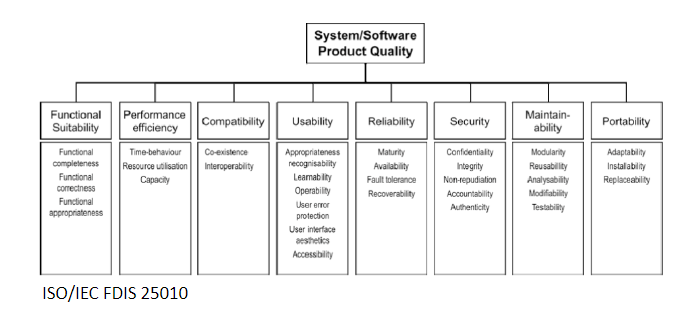 System/Software
Product Quality
Functional
Suitability
Performance
efficiency
Compatibility
Usability
Reliability
Security
Maintain-
ability
Portability
Functional
completeness
Functional
correctness
Functional
appropriateness
Time-behaviour
Resource utilisation
Capacity
Co-existence
Interoperability
Appropriateness
recognisability
Learnability
Operability
User error
protection
User interface
aesthetics
Accessibility
Maturity
Availability
Fault tolerance
Recoverability
Confidentiality
Integrity
Non-repudiation
Accountability
Authenticity
Modularity
Reusability
Analysability
Modifiability
Testability
Adaptability
Installability
Replaceability
ISO/IEC FDIS 25010